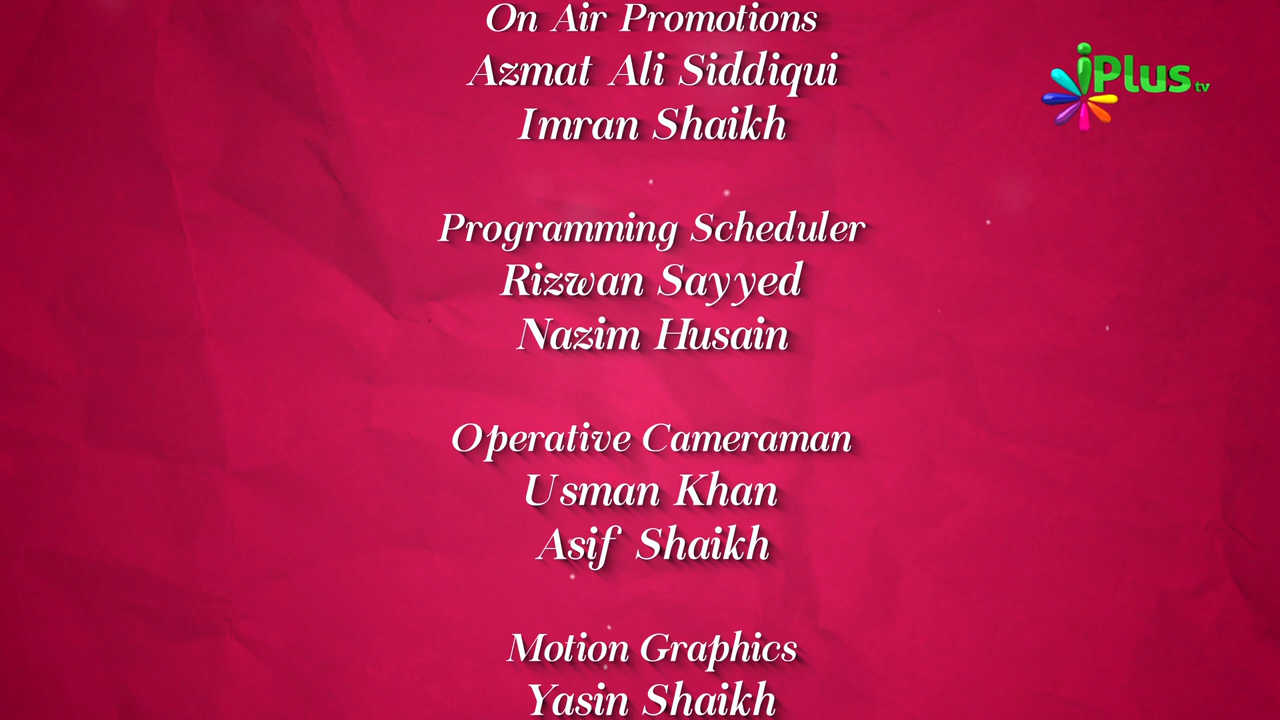 On Air Promotions
Azmat Ali Siddiqui
Imran Shaikh
iPlus tv
Programming Scheduler
Rizwan Sayyed
Nazim Husain
Operative Cameraman
Usman Khan
Asif Shaikh
Motion Graphics
Yasin Shaikh